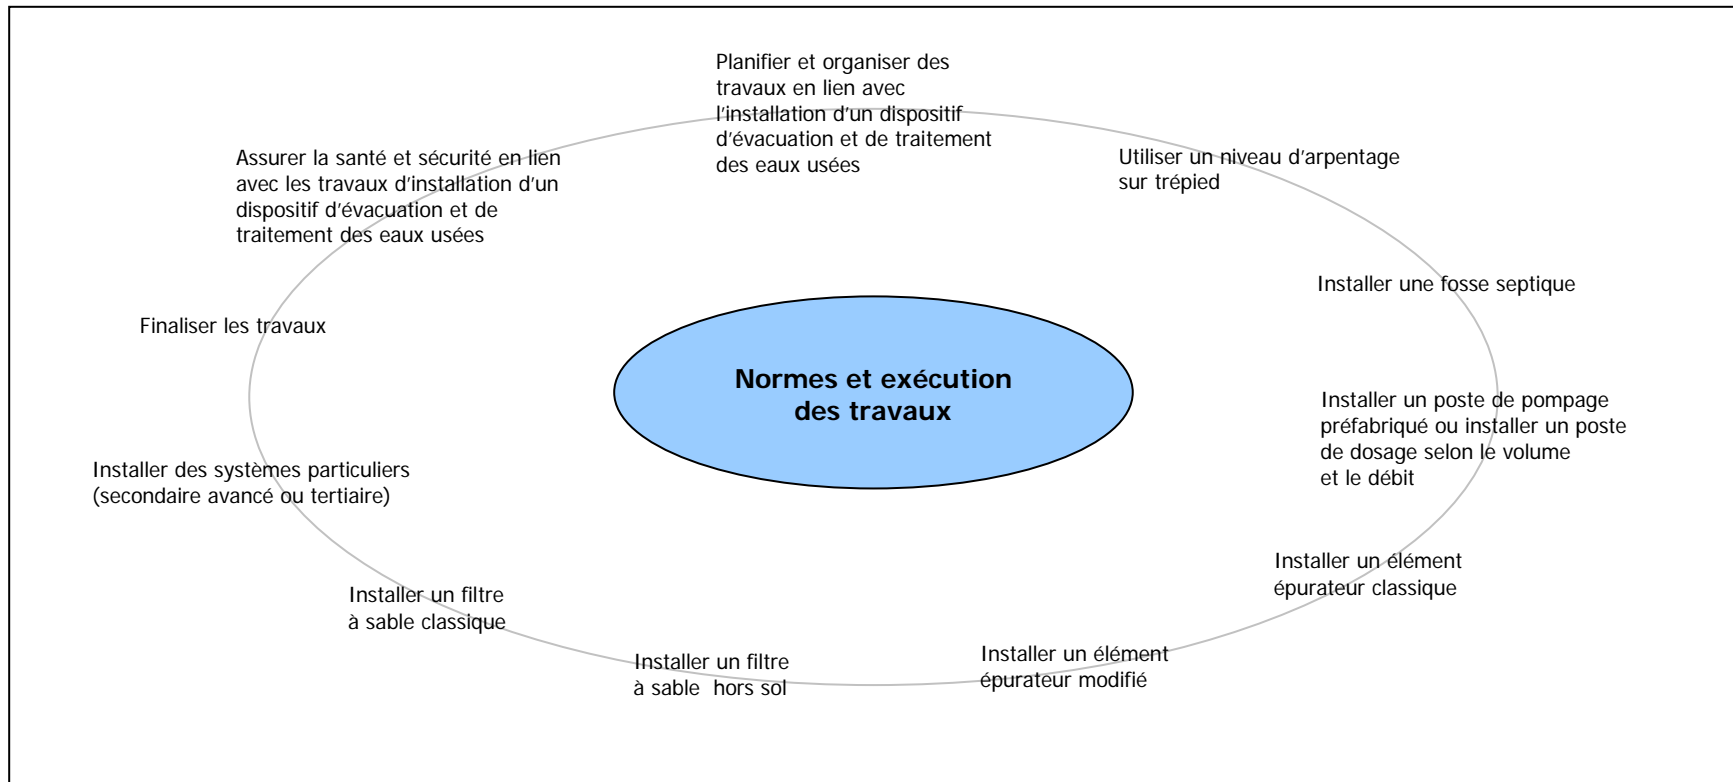 Planifier et organiser des
travaux en lien avec
l'installation d'un dispositif
d'évacuation et de traitement
des eaux usées
Assurer la santé et sécurité en lien
avec les travaux d'installation d'un
dispositif d'évacuation et de
traitement des eaux usées
Utiliser un niveau d'arpentage
sur trépied
Installer une fosse septique
Finaliser les travaux
Normes et exécution
des travaux
Installer un poste de pompage
préfabriqué ou installer un poste
de dosage selon le volume
et le débit
Installer des systèmes particuliers
(secondaire avancé ou tertiaire)
Installer un élément
épurateur classique
Installer un filtre
à sable classique
Installer un filtre
à sable  hors sol
Installer un élément
épurateur modifié